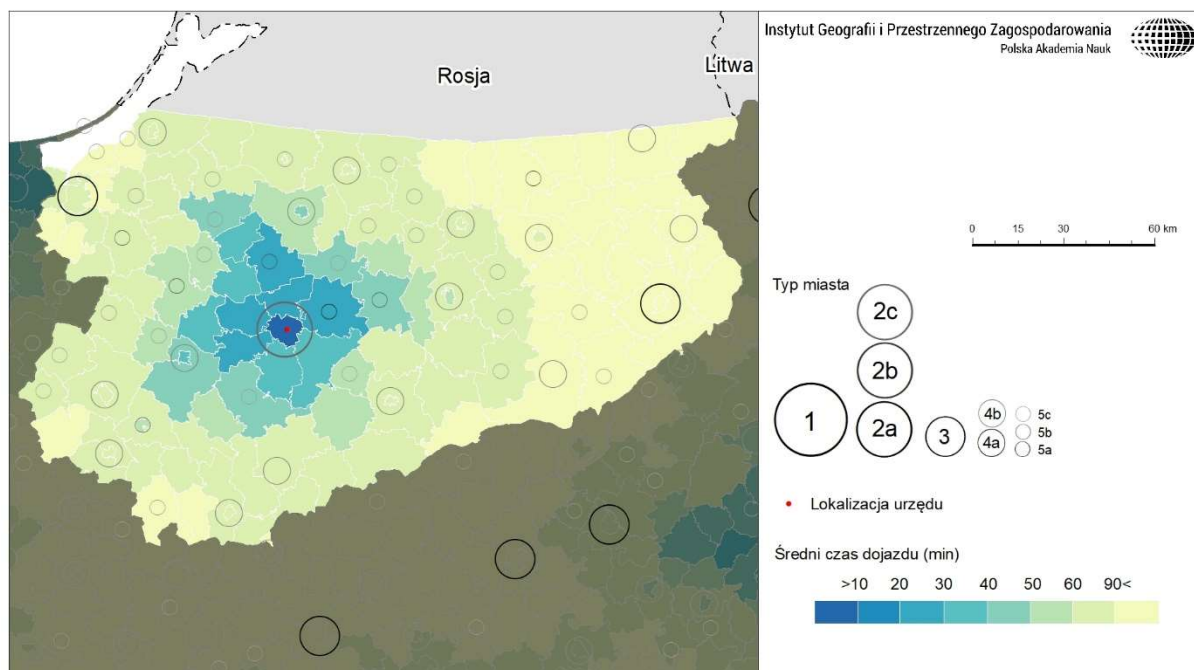 Rosja
Litwa
Instytut Geografii i Przestrzennego Zagospodarowania
Polska Akademia Nauk
0 15 30 60 km
Typ miasta
2c
2b
1
2a
3
4b
4a
5c
5b
5a
Lokalizacja urzędu
Średni czas dojazdu (min)
>10 20 30 40 50 60 90<